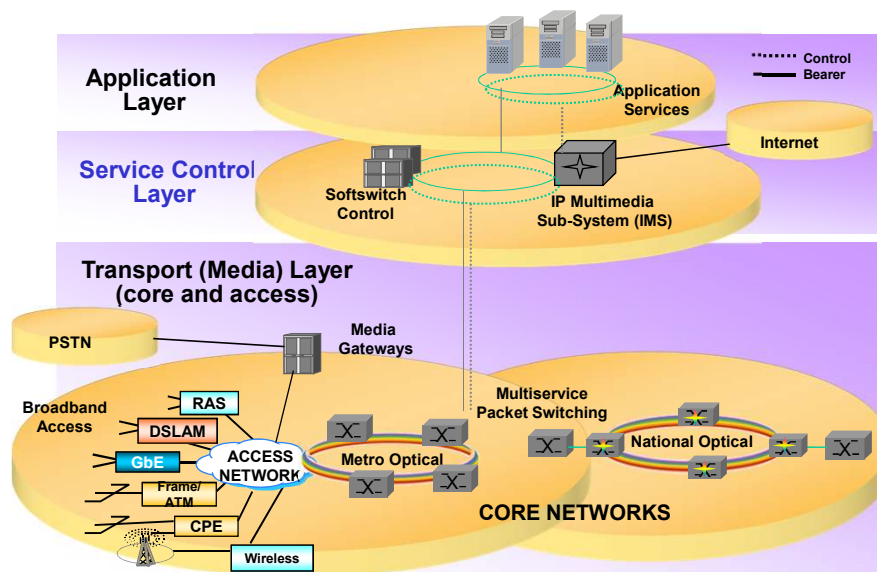 Application
Layer
Control
Bearer
Application
Services
Internet
Service Control
Layer
Softswitch
Control
IP Multimedia
Sub-System (IMS)
Transport (Media) Layer
(core and access)
PSTN
Media
Gateways
Broadband
Access
RAS
DSLAM
GbE
Frame/
ATM
CPE
Wireless
ACCESS
NETWORK
Metro Optical
Multiservice
Packet Switching
National Optical
CORE NETWORKS